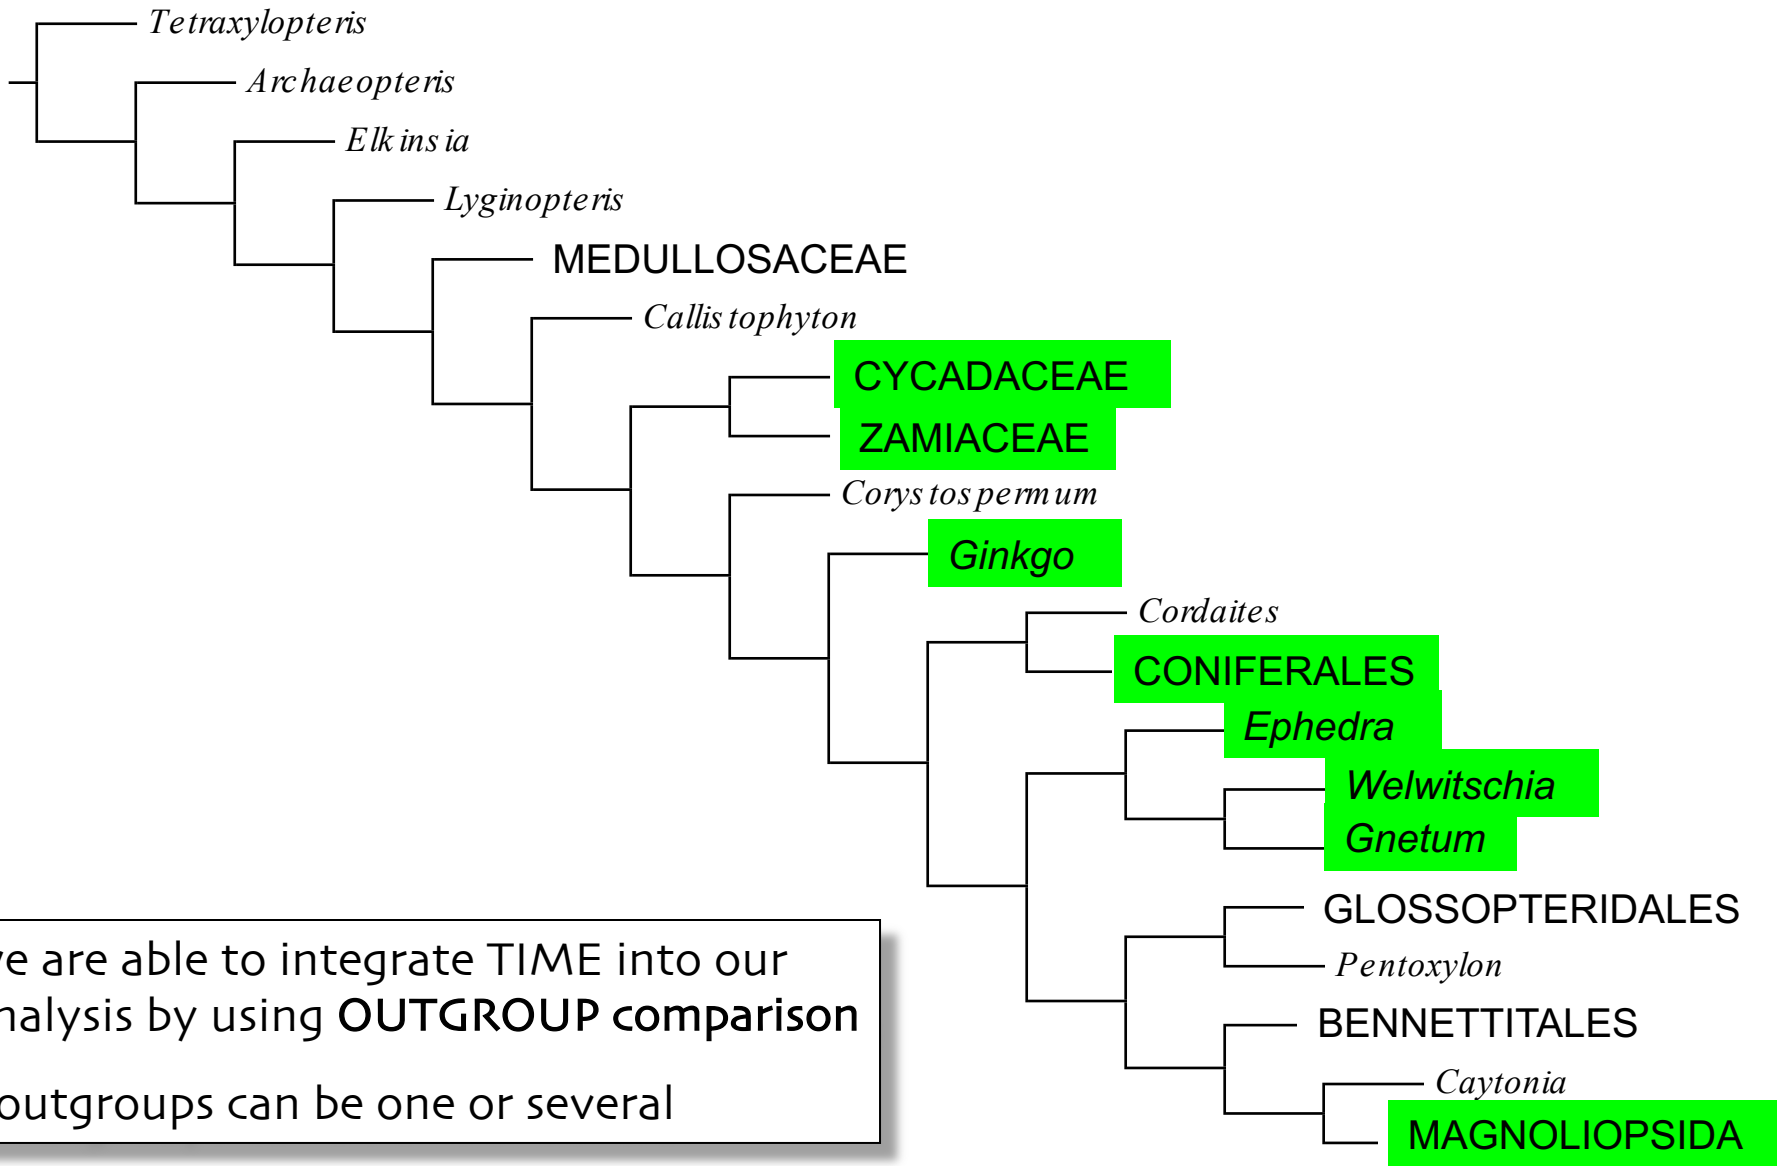 Tetraxylopteris
Archaeopteris
Elkinsia
Lyginopteris
MEDULLOSACEAE
Callistophyton
CYCADACEAE
ZAMIACEAE
Corystospermum
Ginkgo
Cordaites
CONIFERALES
Ephedra
Welwitschia
Gnetum
GLOSSOPTERIDALES
Pentoxylon
BENNETTITALES
Caytonia
MAGNOLIOPSIDA
are able to integrate TIME into our
by using OUTGROUP comparison
outgroups can be one or several